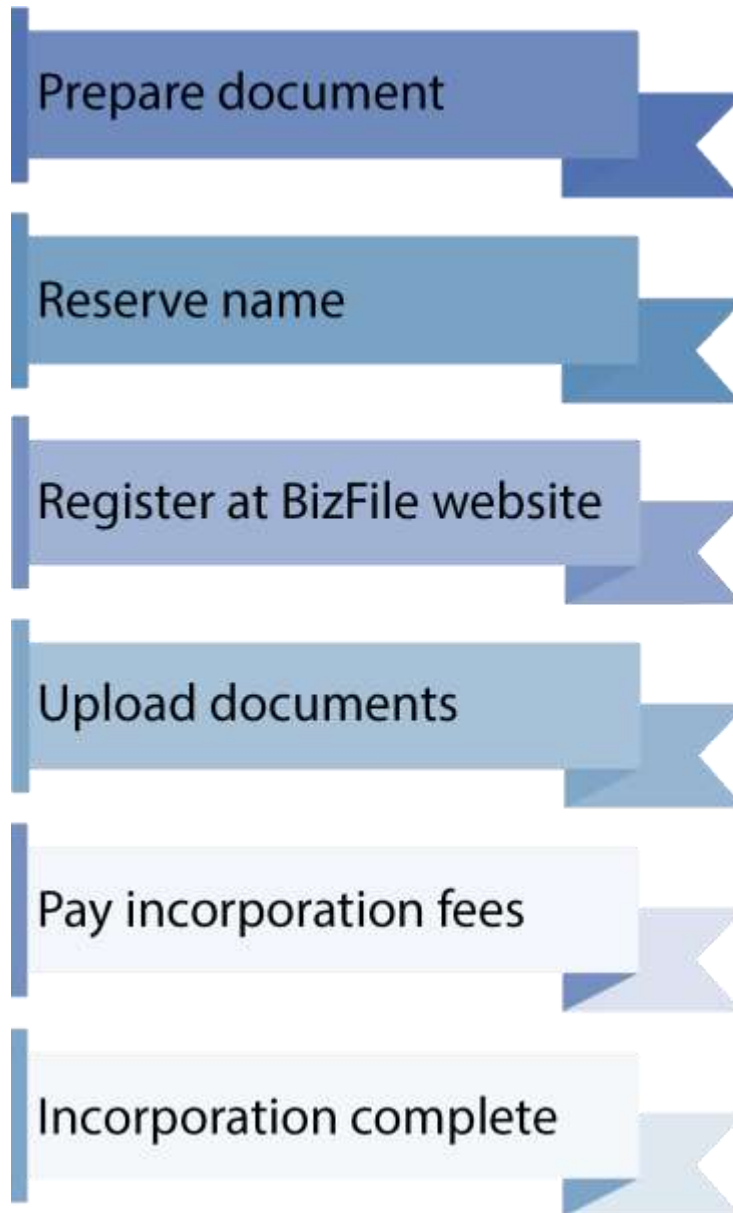 Prepare document
Reserve name
Register at BizFile website
Upload documents
Pay incorporation fees
Incorporation complete